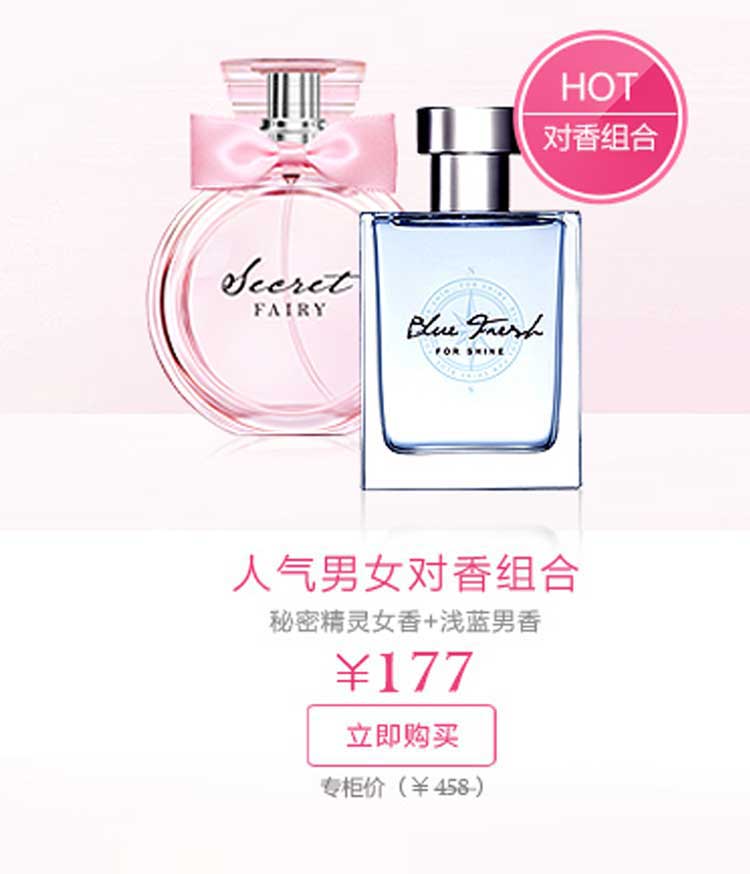 HOT
对香组合
Secret
FAIRY
N
Blue Fresh
FOR SHINE
N
人气男女对香组合
秘密精灵女香+浅蓝男香
￥177
立即购买
专柜价（￥458）